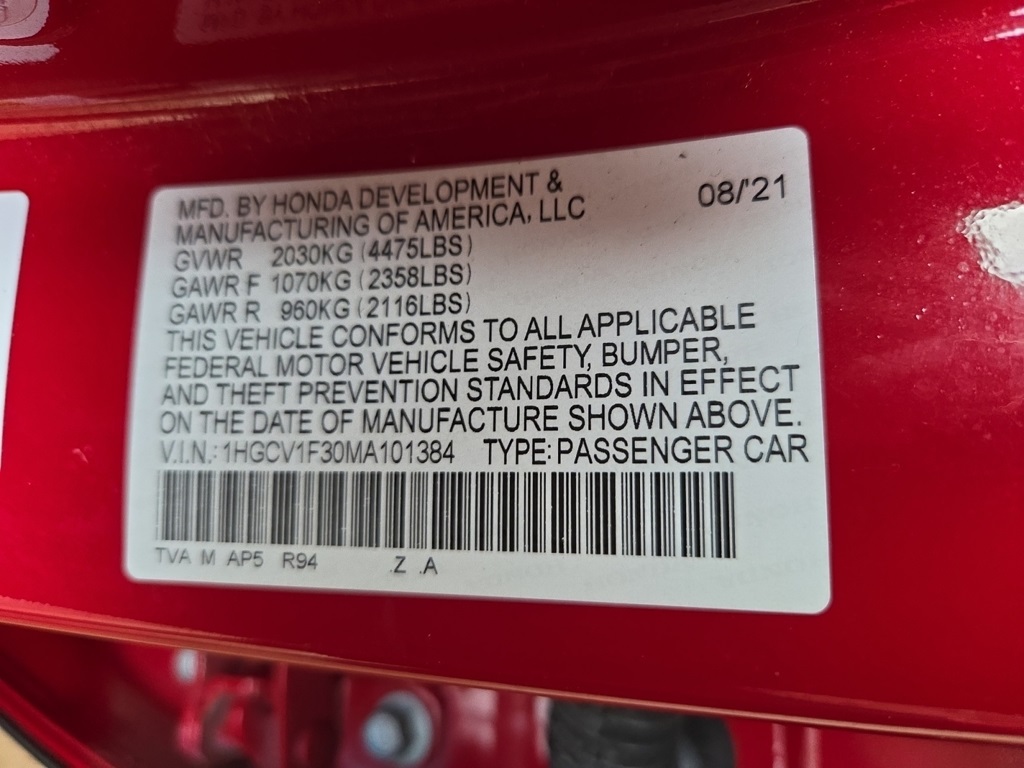 MFD. BY HONDA DEVELOPMENT & 08/'21
MANUFACTURING OF AMERICA, LLC
GVWR 2030KG (4475LBS)
GAWR F 1070KG (2358LBS)
GAWR R 960KG (2116LBS)
THIS VEHICLE CONFORMS TO ALL APPLICABLE
FEDERAL MOTOR VEHICLE SAFETY, BUMPER,
AND THEFT PREVENTION STANDARDS IN EFFECT
ON THE DATE OF MANUFACTURE SHOWN ABOVE.
V.I.N.: 1HGCV1F30MA101384 TYPE: PASSENGER CAR
TVA M AP5 R94 .Z .A